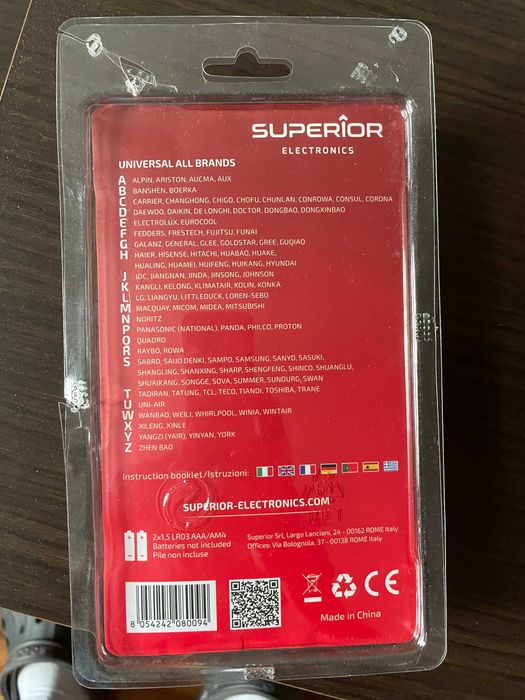 SUPERIOR
ELECTRONICS
UNIVERSAL ALL BRANDS
A ALPIN, ARISTON, AUCMA, AUX
B BANSHEN, BOERKA
C CARRIER, CHANGHONG, CHIGO, CHOFU, CHUNLAN, CONROWA, CONSUL, CORONA
D DAEWOO, DAIKIN, DE LONGHI, DOCTOR, DONGBAO, DONGXINBAO
E ELECTROLUX, EUROCOOL
F FEDDERS, FRESTECH, FUJITSU, FUNAI
G GALANZ, GENERAL, GLEE, GOLDSTAR, GREE, GUQIAO
H HAIER, HISENSE, HITACHI, HUABAO, HUAKE,
HUALING, HUAMEI, HUIFENG, HUIKANG, HYUNDAI
J JDC, JIANGNAN, JINDA, JINSONG, JOHNSON
K KANGLI, KELONG, KLIMATAIR, KOLIN, KONKA
L LG, LIANGYU, LITTLEDUCK, LOREN-SEBO
M MACQUAY, MICOM, MIDEA, MITSUBISHI
N NORITZ
P PANASONIC (NATIONAL), PANDA, PHILCO, PROTON
Q QUADRO
R RAYBO, ROWA
S SABRO, SAIJO DENKI, SAMPO, SAMSUNG, SANYO, SASUKI,
SHANGLING, SHANXING, SHARP, SHENGFENG, SHINCO, SHUANGLU,
SHUAIKANG, SONGGE, SOVA, SUMMER, SUNDURG, SWAN
T TADIRAN, TATUNG, TCL, TECO, TIANDI, TOSHIBA, TRANE
U UNI-AIR
W WANBAO, WEILI, WHIRLPOOL, WINIA, WINTAIR
X XILENG, XINLE
Y YANGZI (YAIR), YINYAN, YORK
Z ZHEN BAO
Instruction booklet/Istruzioni:
SUPERIOR-ELECTRONICS.COM
2x1,5 LR03 AAA/AM4
Batteries not included
Pile non incluse
Superior Srl, Largo Lanciani, 24 - 00162 ROME Italy
Offices: Via Bolognola, 37 - 00138 ROME Italy
CE
Made in China
8 054242 080094